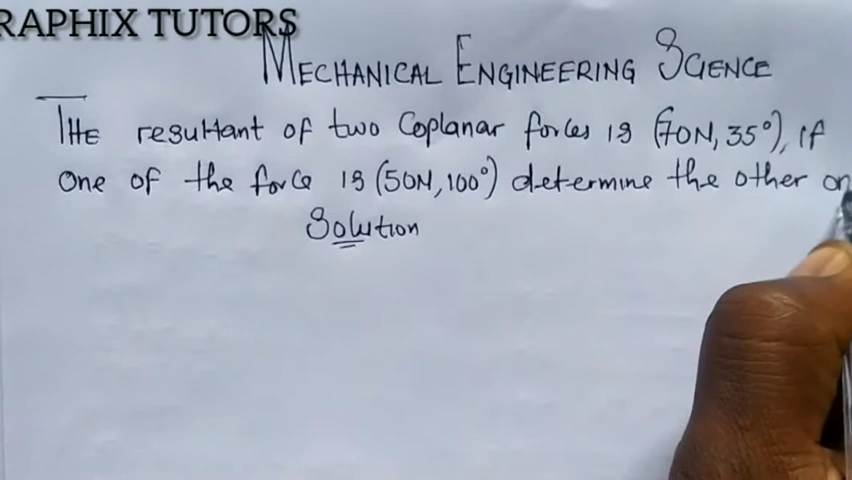 RAPHIX TUTORS
MECHANICAL ENGINEERING SCIENCE
THE resultant of two Coplanar forces is (70N, 35°), if
one of the force is (50N, 100°) determine the other on
Solution